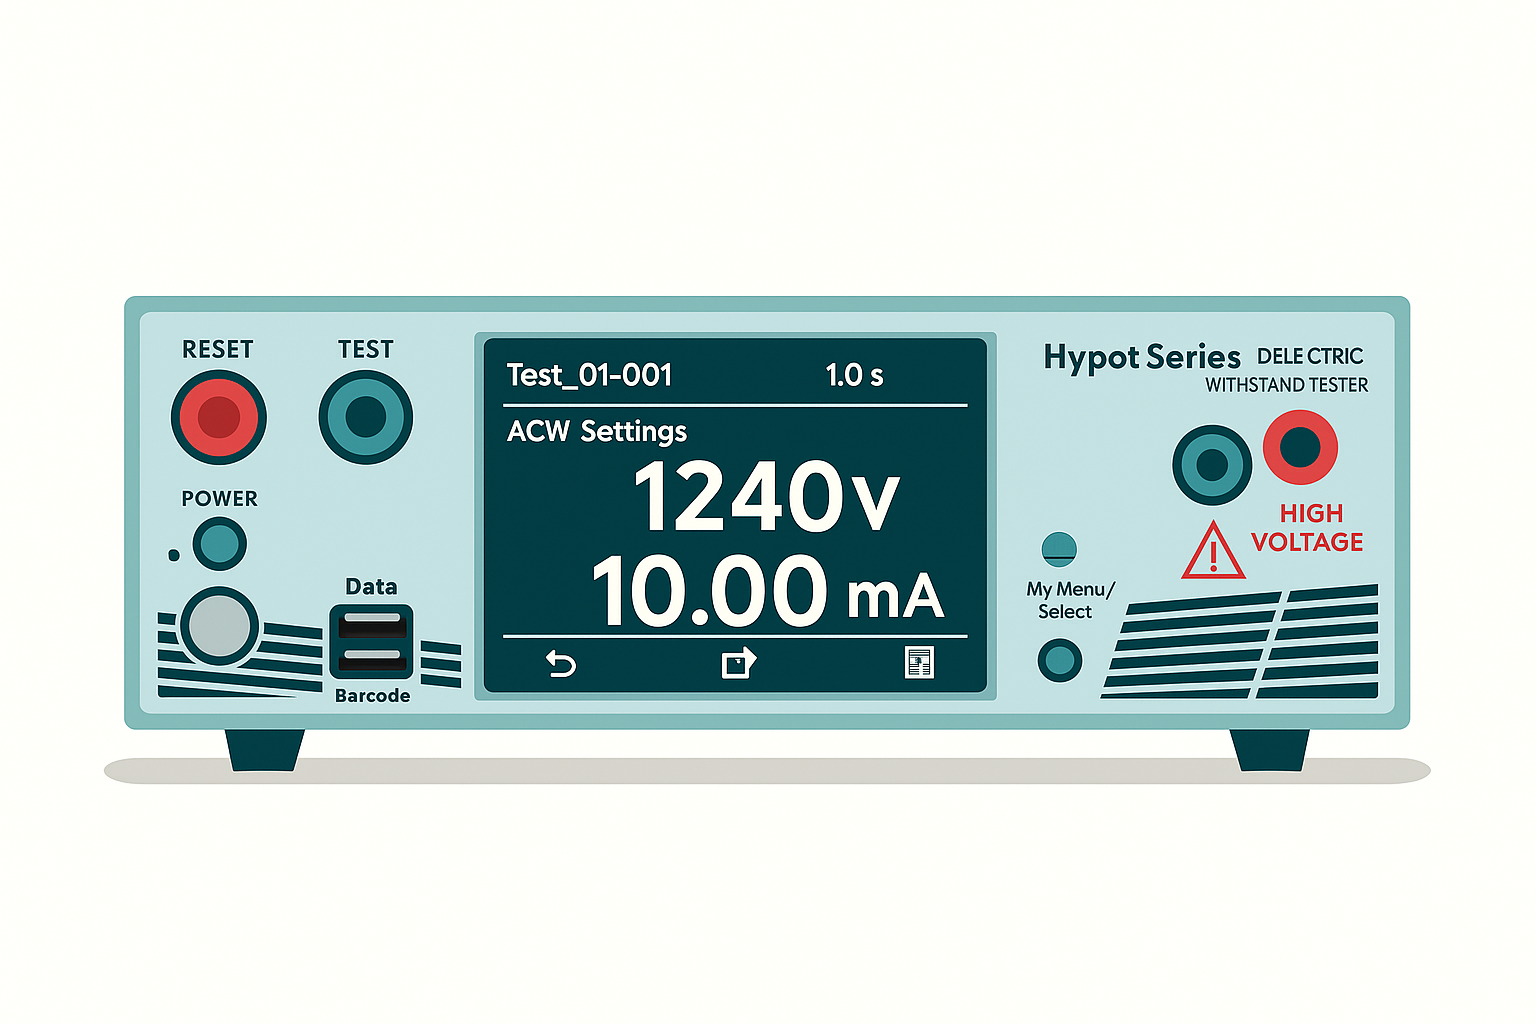 RESET
TEST
POWER
Data
Barcode
Test_01-001
1.0 s
ACW Settings
1240v
10.00 mA
Hypot Series
DELE CTRIC
WITHSTAND TESTER
HIGH
VOLTAGE
My Menu/
Select